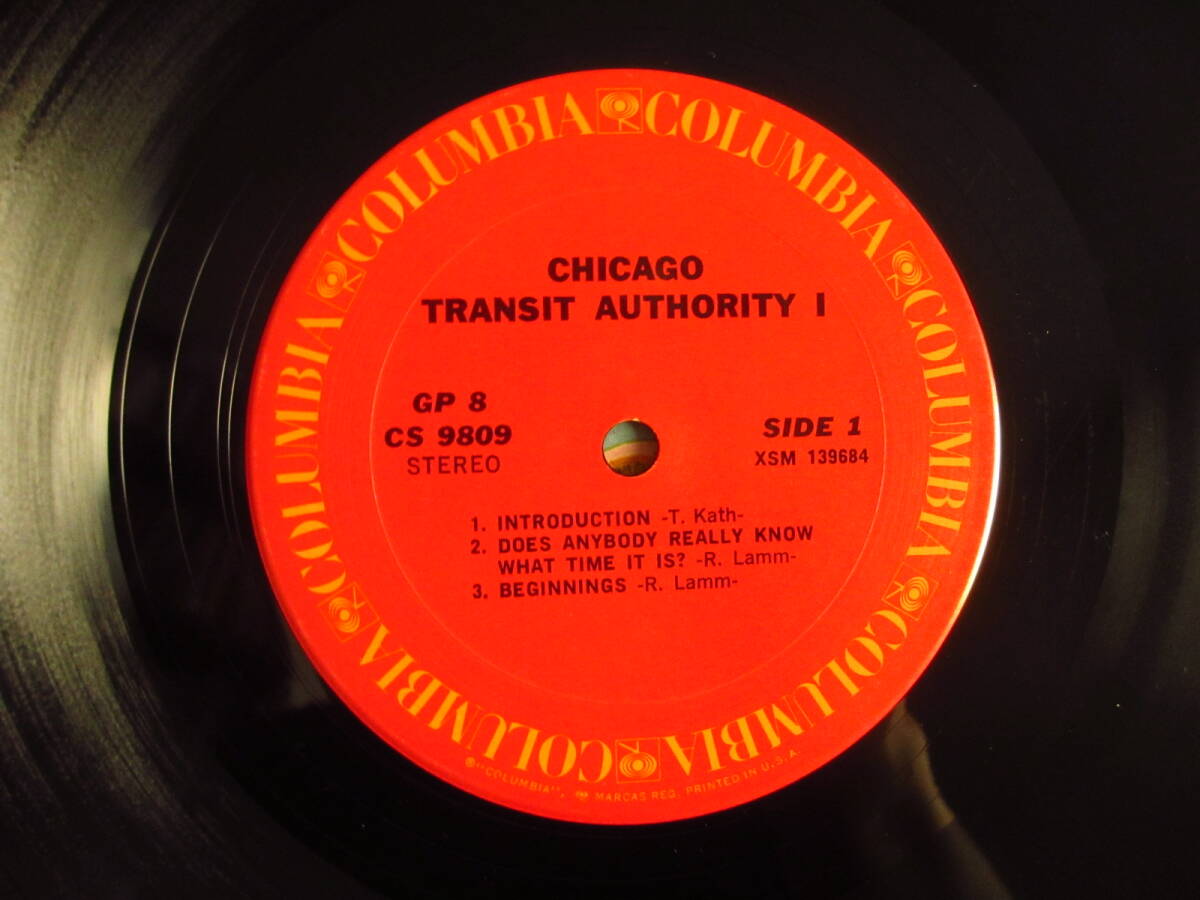 COLUMBIA COLUMBIA COLUMBIA COLUMBIA COLUMBIA COLUMBIA
CHICAGO
TRANSIT AUTHORITY I
GP 8
CS 9809
STEREO
SIDE 1
XSM 139684
1. INTRODUCTION -T. Kath-
2. DOES ANYBODY REALLY KNOW
WHAT TIME IT IS? -R. Lamm-
3. BEGINNINGS -R. Lamm-
℗"COLUMBIA", MARCAS REG. PRINTED IN U.S.A.